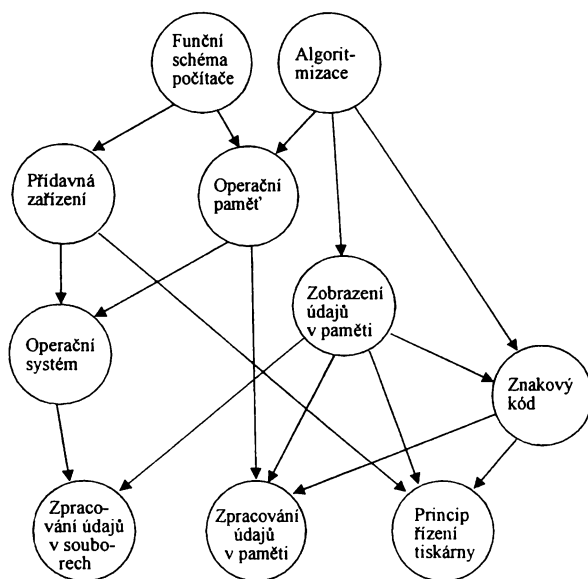 Funční
schéma
počítače
Algorit-
mizace
Přídavná
zařízení
Operační
paměť
Zobrazení
údajů
v paměti
Operační
systém
Znakový
kód
Zpraco-
vání údajů
v soubo-
rech
Zpracování
údajů
v paměti
Princip
řízení
tiskárny